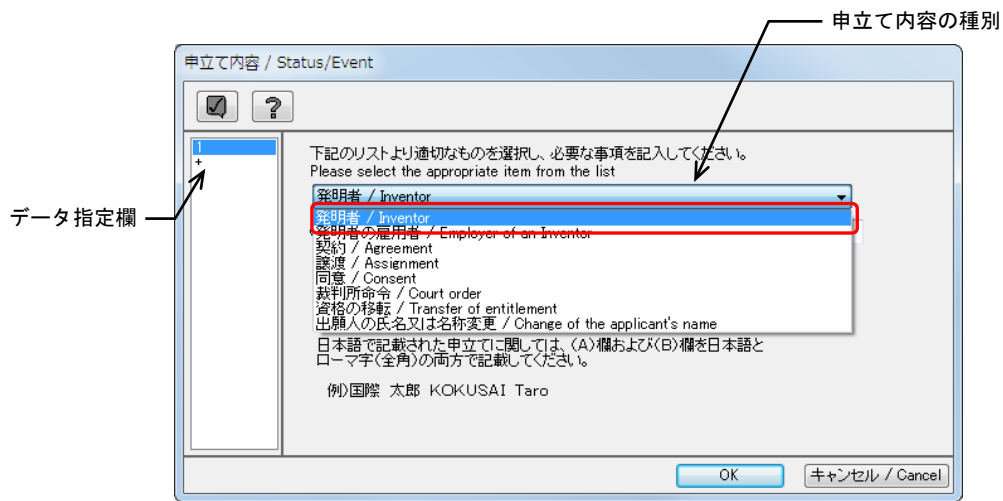 申立て内容の種別
申立て内容 / Status/Event
データ指定欄
1
+
下記のリストより適切なものを選択し、必要な事項を記入してください。
Please select the appropriate item from the list
発明者 / Inventor
発明者 / Inventor
発明者の雇用者 / Employer of an Inventor
契約 / Agreement
譲渡 / Assignment
同意 / Consent
裁判所命令 / Court order
資格の移転 / Transfer of entitlement
出願人の氏名又は名称変更 / Change of the applicant's name
日本語で記載された申立てに関しては、(A)欄および(B)欄を日本語と
ローマ字(全角)の両方で記載してください。
例)国際 太郎 KOKUSAI Taro
OK
キャンセル / Cancel